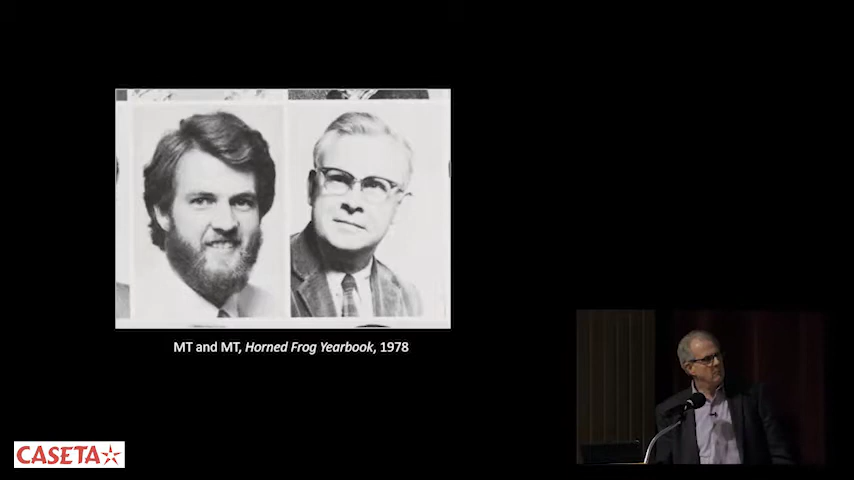 MT and MT, Horned Frog Yearbook, 1978
CASETA